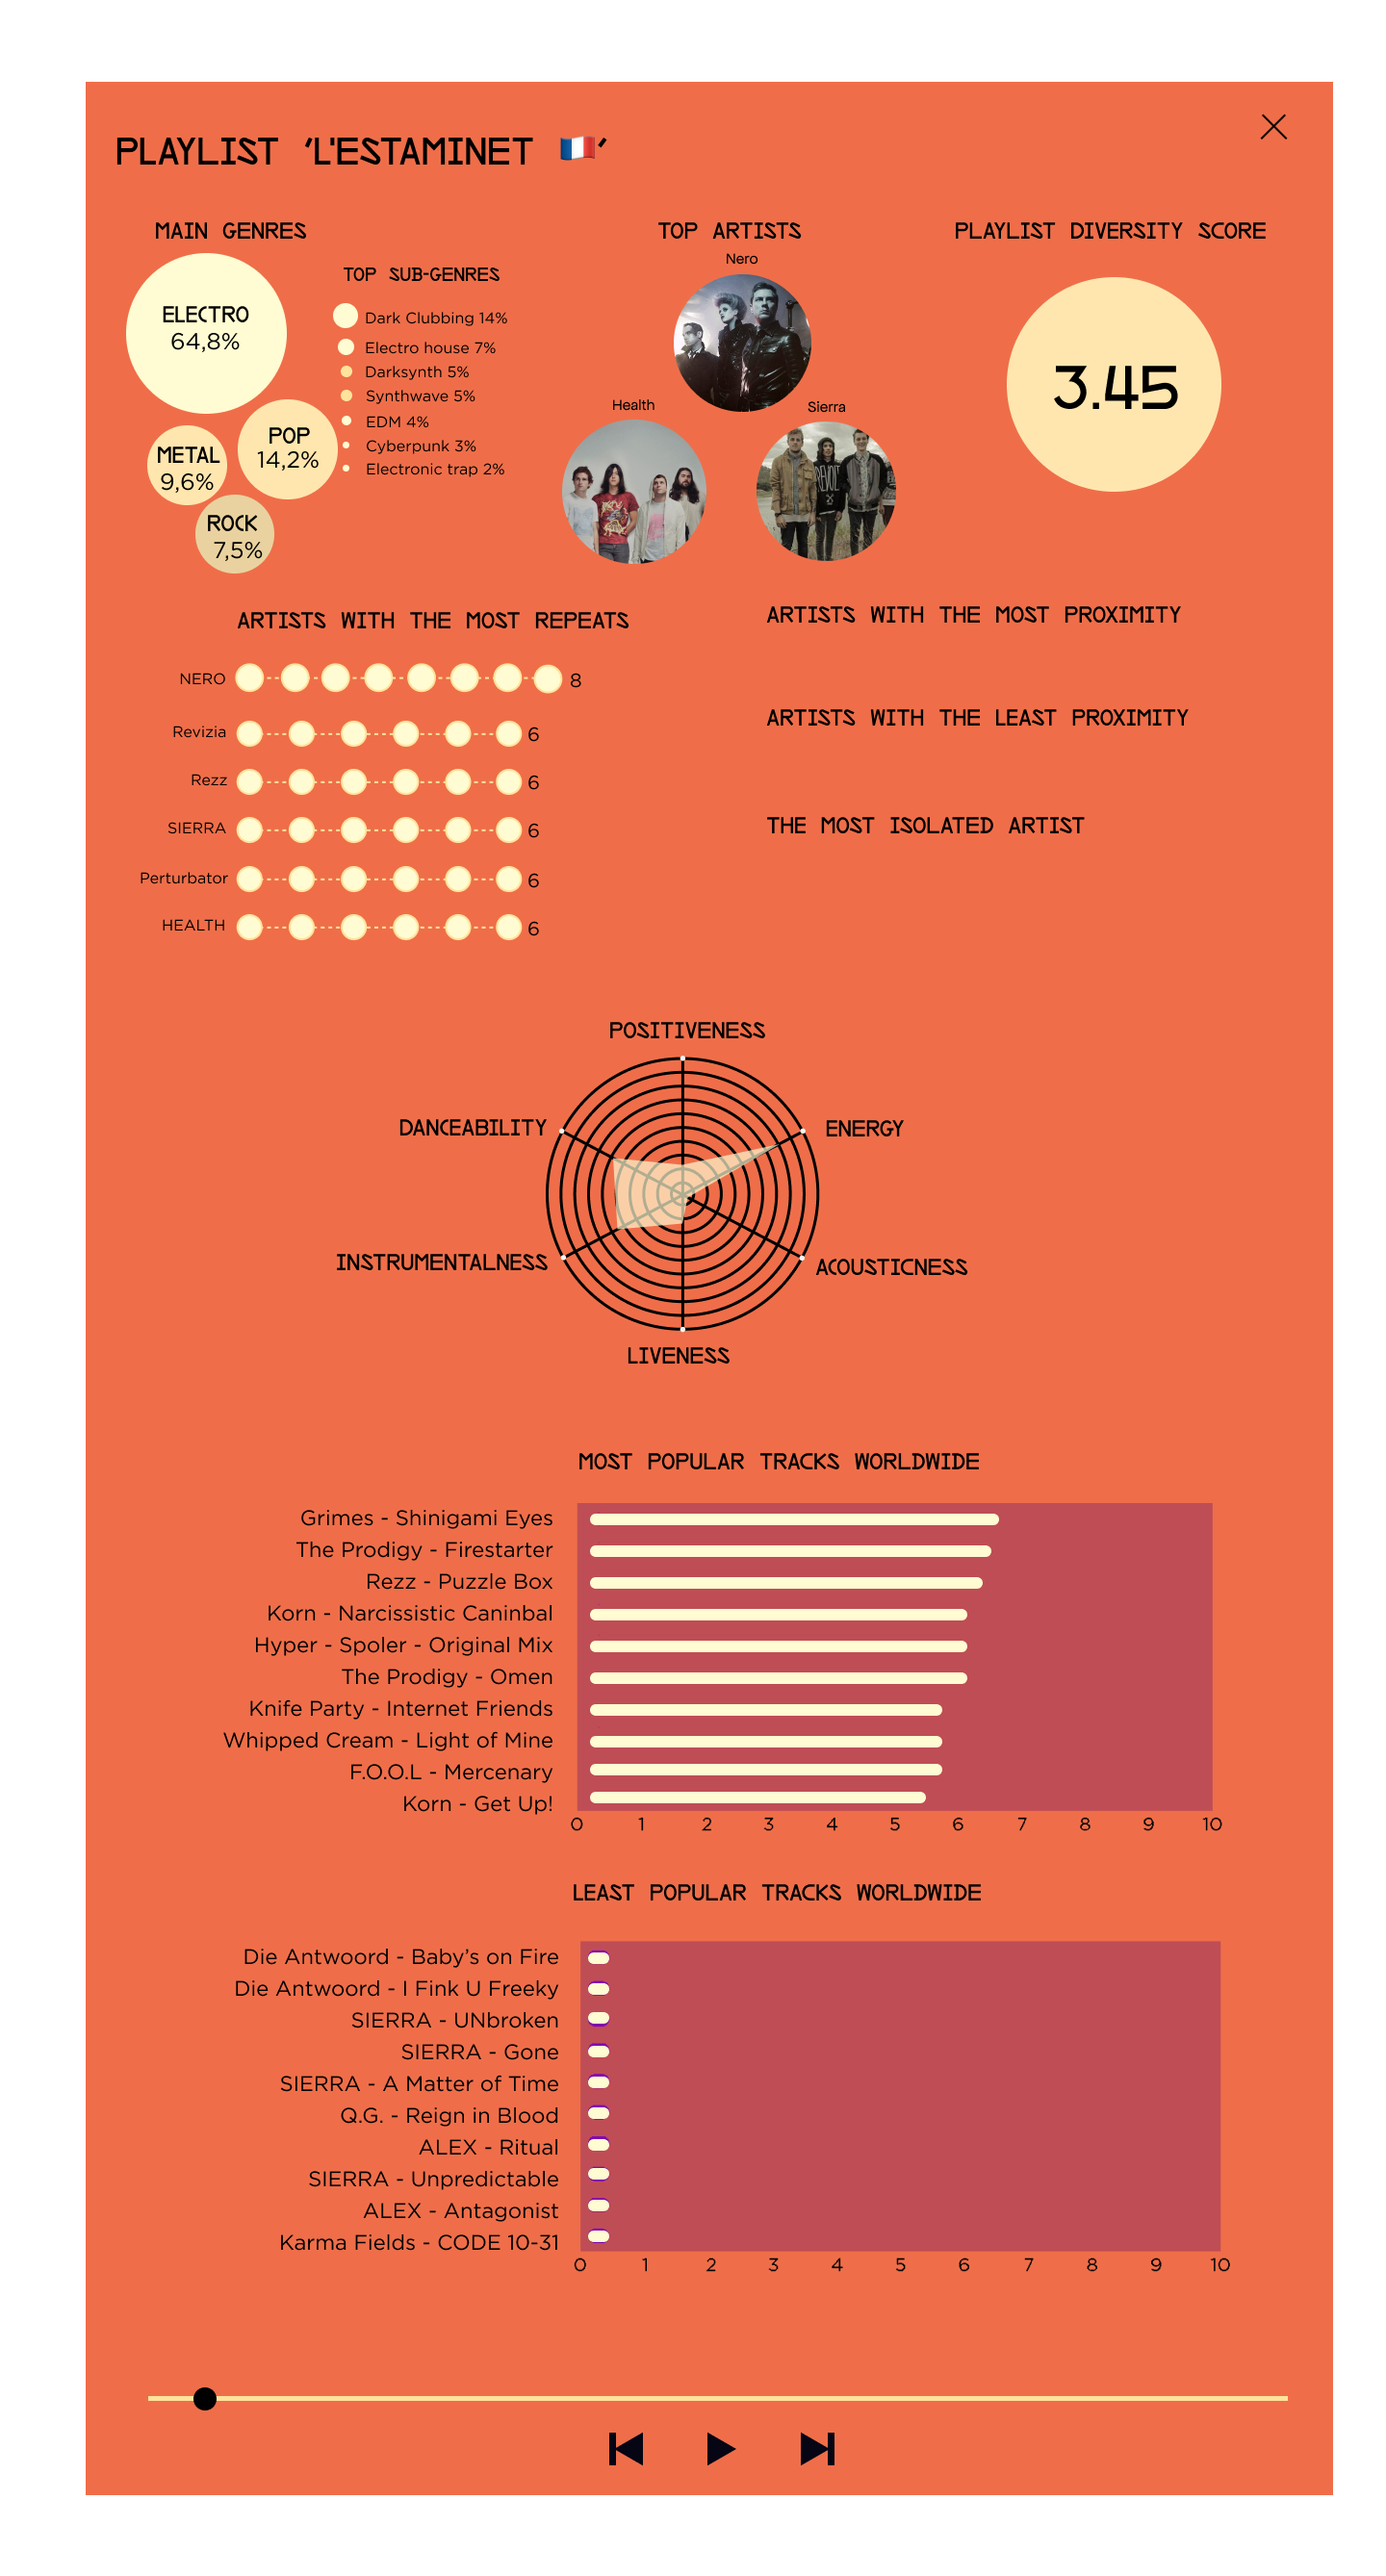 PLAYLIST 'L'ESTAMINET 🇫🇷'
MAIN GENRES
ELECTRO
64,8%
POP
14,2%
METAL
9,6%
ROCK
7,5%
TOP SUB-GENRES
Dark Clubbing 14%
Electro house 7%
Darksynth 5%
Synthwave 5%
EDM 4%
Cyberpunk 3%
Electronic trap 2%
TOP ARTISTS
Nero
Health
Sierra
REVOLT
PLAYLIST DIVERSITY SCORE
3.45
ARTISTS WITH THE MOST REPEATS
NERO 8
Revizia 6
Rezz 6
SIERRA 6
Perturbator 6
HEALTH 6
ARTISTS WITH THE MOST PROXIMITY
ARTISTS WITH THE LEAST PROXIMITY
THE MOST ISOLATED ARTIST
POSITIVENESS
DANCEABILITY
ENERGY
INSTRUMENTALNESS
ACOUSTICNESS
LIVENESS
MOST POPULAR TRACKS WORLDWIDE
Grimes - Shinigami Eyes
The Prodigy - Firestarter
Rezz - Puzzle Box
Korn - Narcissistic Caninbal
Hyper - Spoler - Original Mix
The Prodigy - Omen
Knife Party - Internet Friends
Whipped Cream - Light of Mine
F.O.O.L - Mercenary
Korn - Get Up!
0 1 2 3 4 5 6 7 8 9 10
LEAST POPULAR TRACKS WORLDWIDE
Die Antwoord - Baby’s on Fire
Die Antwoord - I Fink U Freeky
SIERRA - UNbroken
SIERRA - Gone
SIERRA - A Matter of Time
Q.G. - Reign in Blood
ALEX - Ritual
SIERRA - Unpredictable
ALEX - Antagonist
Karma Fields - CODE 10-31
0 1 2 3 4 5 6 7 8 9 10